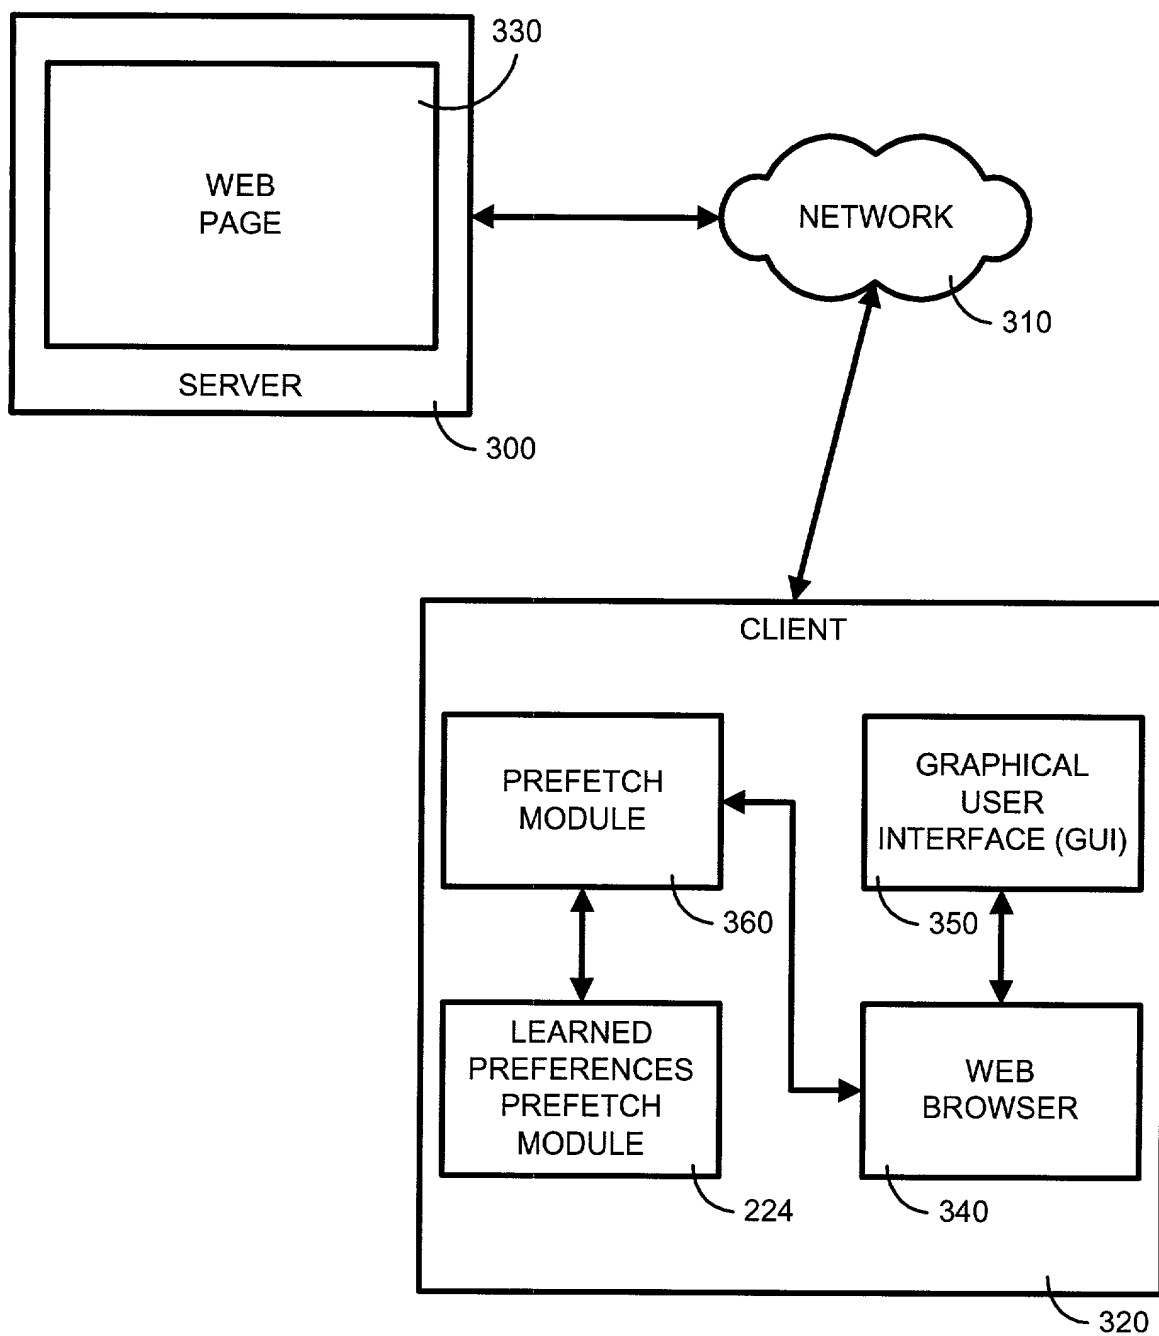 330
WEB
PAGE
NETWORK
310
SERVER
300
CLIENT
PREFETCH
MODULE
360
GRAPHICAL
USER
INTERFACE (GUI)
350
LEARNED
PREFERENCES
PREFETCH
MODULE
224
WEB
BROWSER
340
320